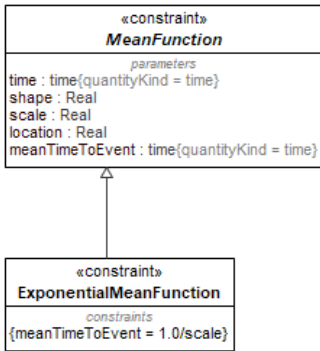 «constraint»
MeanFunction
parameters
time : time{quantityKind = time}
shape : Real
scale : Real
location : Real
meanTimeToEvent : time{quantityKind = time}
«constraint»
ExponentialMeanFunction
constraints
{meanTimeToEvent = 1.0/scale}